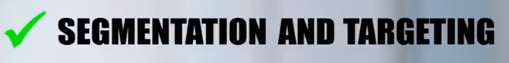 SEGMENTATION AND TARGETING